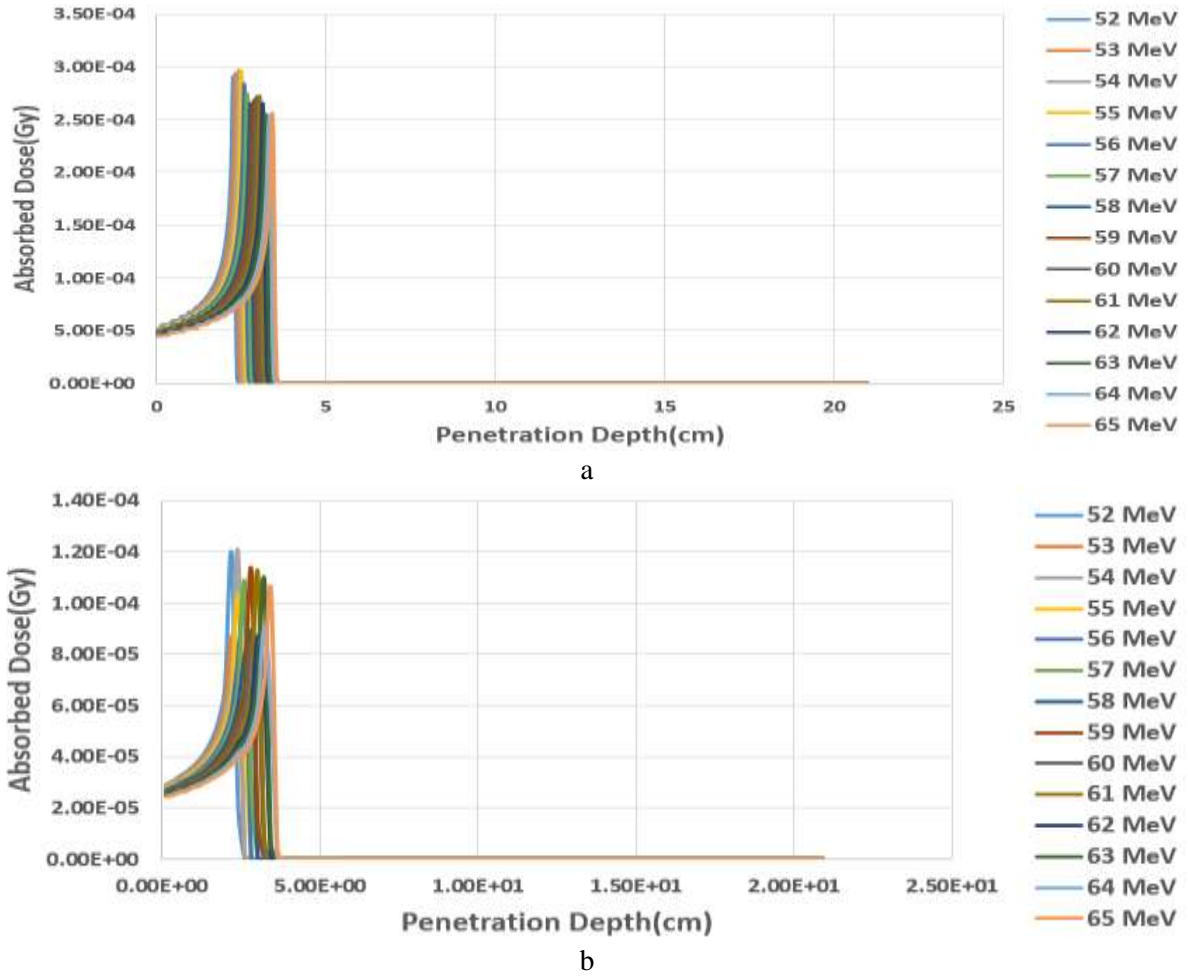 3.50E-04
3.00E-04
2.50E-04
2.00E-04
1.50E-04
1.00E-04
5.00E-05
0.00E+00
Absorbed Dose(Gy)
0 5 10 15 20 25
Penetration Depth(cm)
52 MeV
53 MeV
54 MeV
55 MeV
56 MeV
57 MeV
58 MeV
59 MeV
60 MeV
61 MeV
62 MeV
63 MeV
64 MeV
65 MeV
a
1.40E-04
1.20E-04
1.00E-04
8.00E-05
6.00E-05
4.00E-05
2.00E-05
0.00E+00
Absorbed Dose(Gy)
0.00E+00 5.00E+00 1.00E+01 1.50E+01 2.00E+01 2.50E+01
Penetration Depth(cm)
52 MeV
53 MeV
54 MeV
55 MeV
56 MeV
57 MeV
58 MeV
59 MeV
60 MeV
61 MeV
62 MeV
63 MeV
64 MeV
65 MeV
b